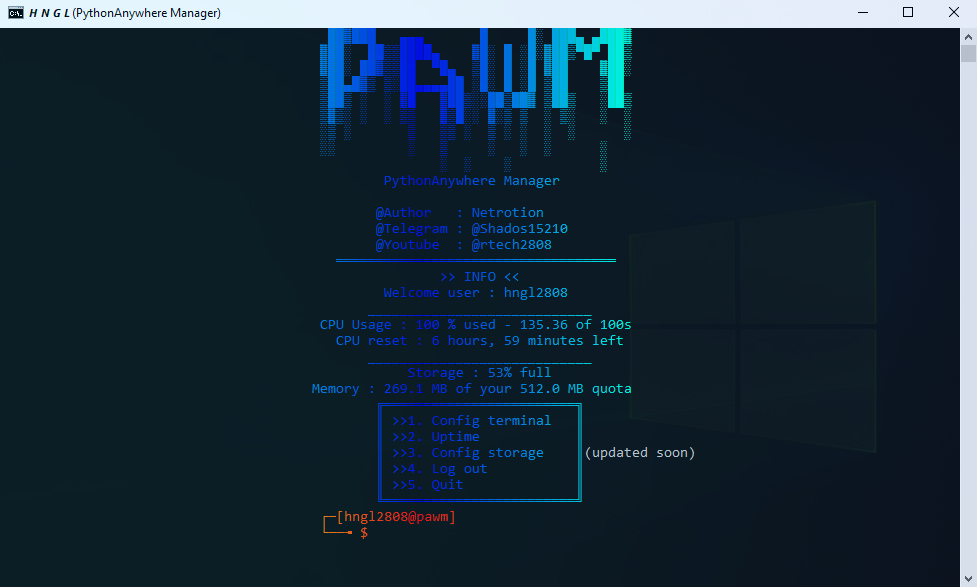 H N G L (PythonAnywhere Manager)
PAWM
PythonAnywhere Manager
@Author : Netrotion
@Telegram : @Shados15210
@Youtube : @rtech2808
>> INFO <<
Welcome user : hngl2808
CPU Usage : 100 % used - 135.36 of 100s
CPU reset : 6 hours, 59 minutes left
Storage : 53% full
Memory : 269.1 MB of your 512.0 MB quota
>>1. Config terminal
>>2. Uptime
>>3. Config storage (updated soon)
>>4. Log out
>>5. Quit
[hngl2808@pawm]
$